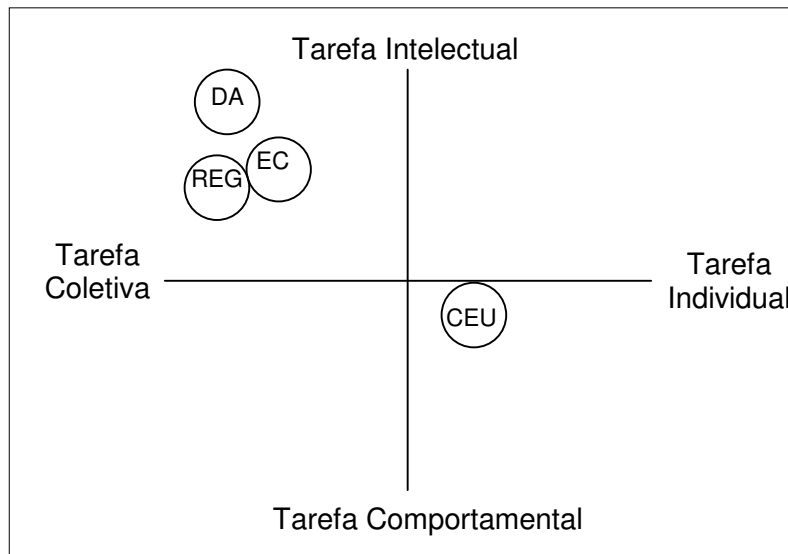 Tarefa Intelectual
DA
EC
REG
Tarefa
Coletiva
Tarefa
Individual
CEU
Tarefa Comportamental